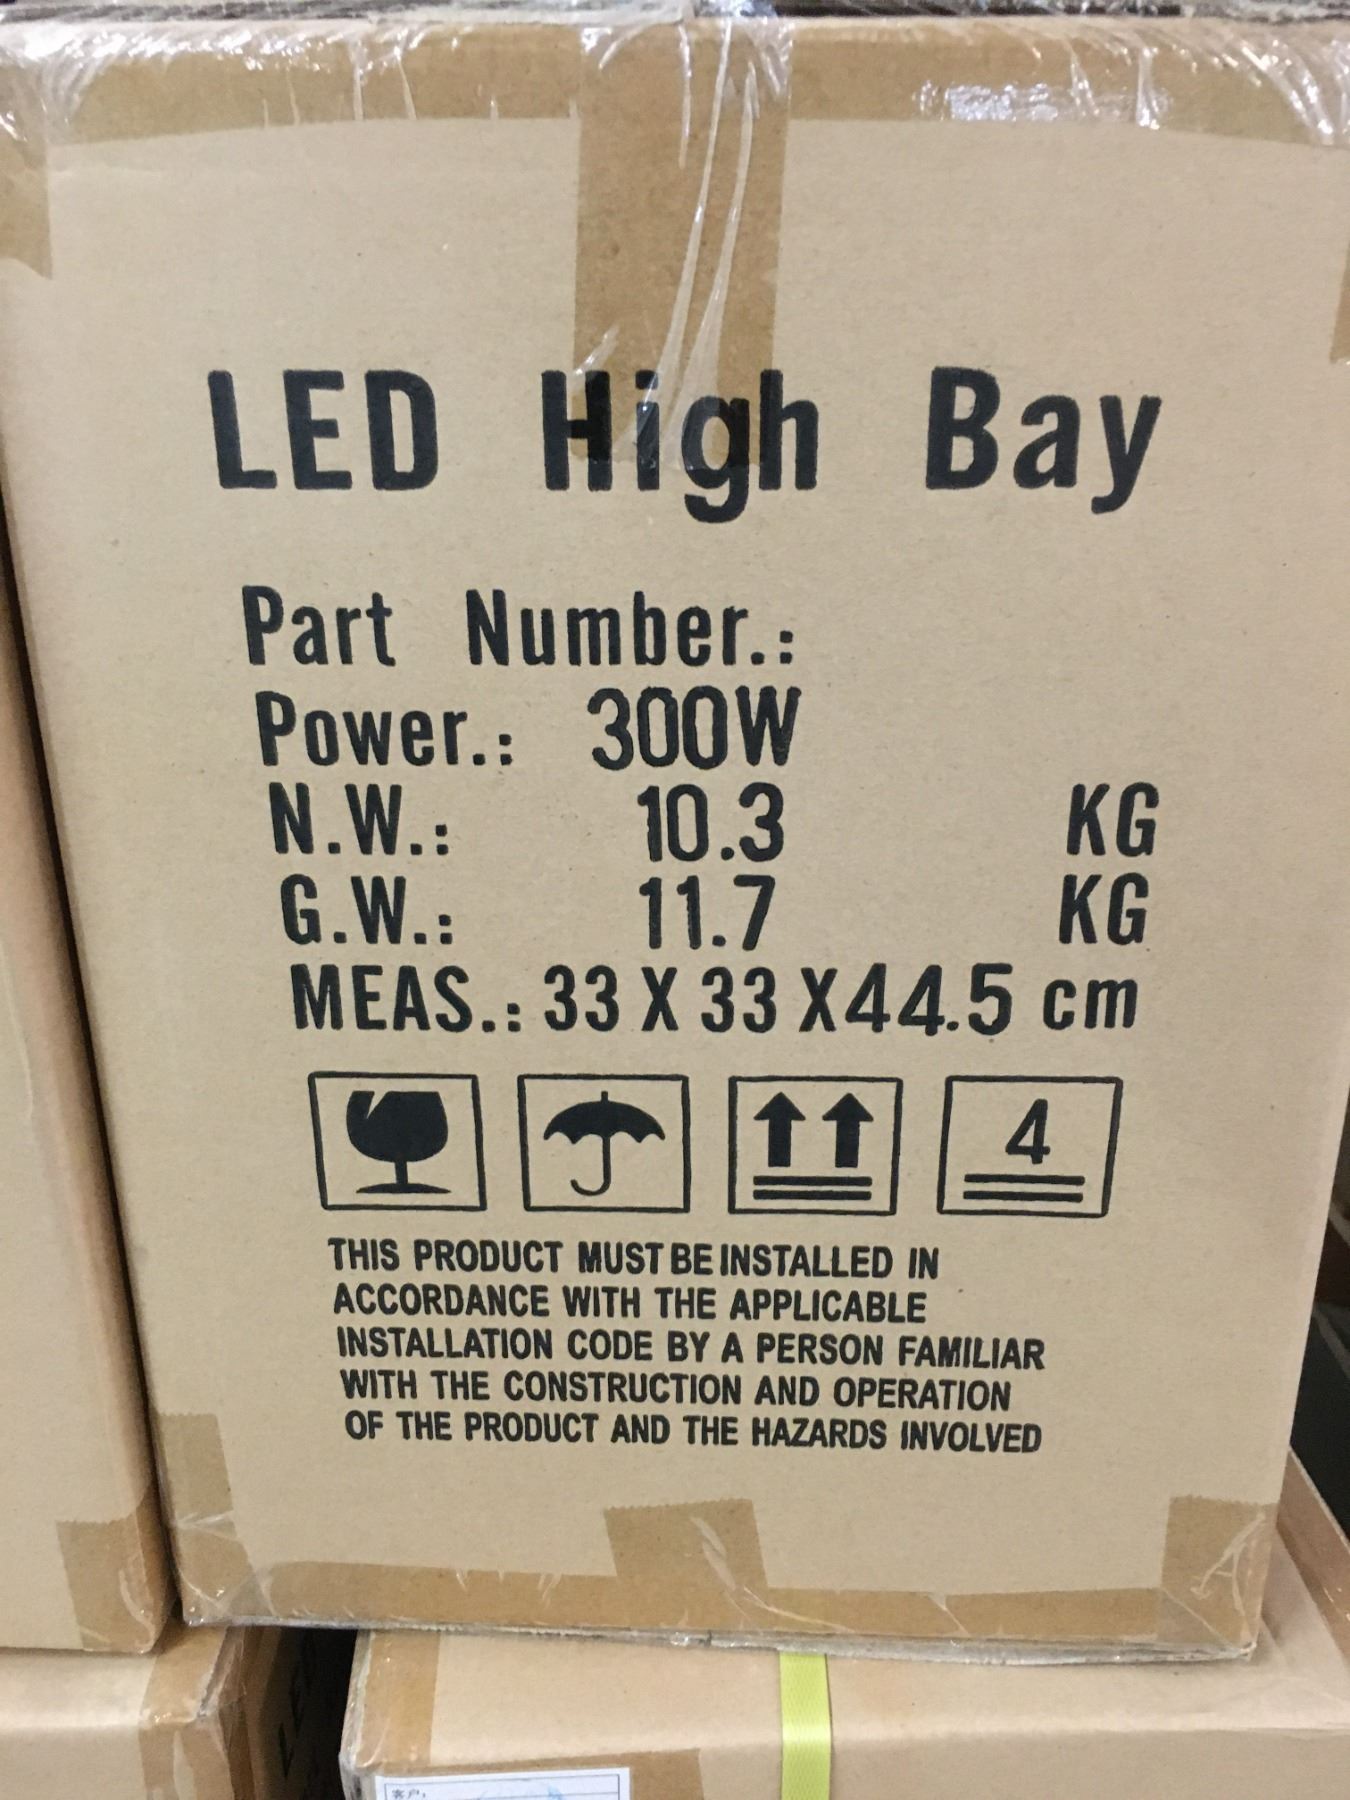 LED High Bay
Part Number.:
Power.: 300W
N.W.: 10.3 KG
G.W.: 11.7 KG
MEAS.: 33 X 33 X44.5 cm
4
THIS PRODUCT MUST BE INSTALLED IN
ACCORDANCE WITH THE APPLICABLE
INSTALLATION CODE BY A PERSON FAMILIAR
WITH THE CONSTRUCTION AND OPERATION
OF THE PRODUCT AND THE HAZARDS INVOLVED
客户: